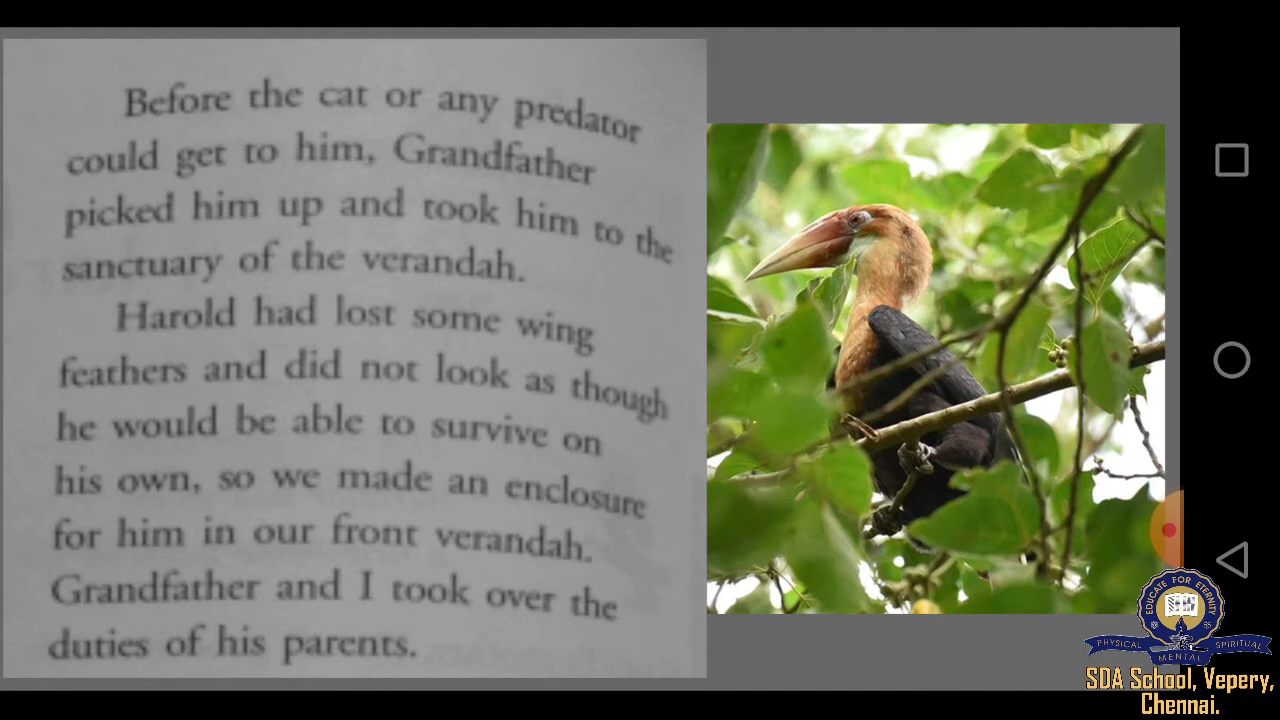 Before the cat or any predator
could get to him, Grandfather
picked him up and took him to the
sanctuary of the verandah.
Harold had lost some wing
feathers and did not look as though
he would be able to survive on
his own, so we made an enclosure
for him in our front verandah.
Grandfather and I took over the
duties of his parents.
EDUCATE FOR ETERNITY
PHYSICAL MENTAL SPIRITUAL
SDA School, Vepery,
Chennai.